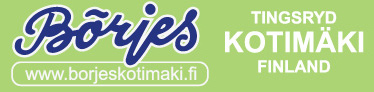 Börjes
www.borjeskotimaki.fi
TINGSRYD
KOTIMÄKI
FINLAND